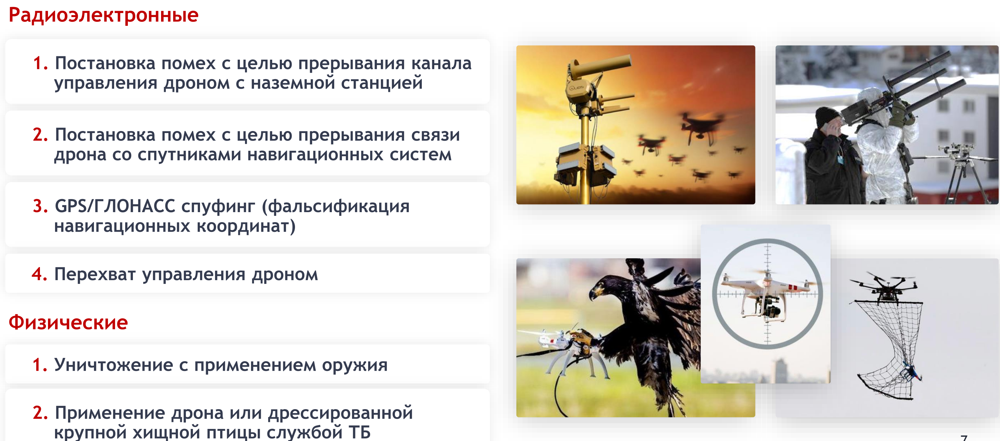 Радиоэлектронные
1. Постановка помех с целью прерывания канала
управления дроном с наземной станцией
2. Постановка помех с целью прерывания связи
дрона со спутниками навигационных систем
3. GPS/ГЛОНАСС спуфинг (фальсификация
навигационных координат)
4. Перехват управления дроном
Физические
1. Уничтожение с применением оружия
2. Применение дрона или дрессированной
крупной хищной птицы службой ТБ
AUDS
7